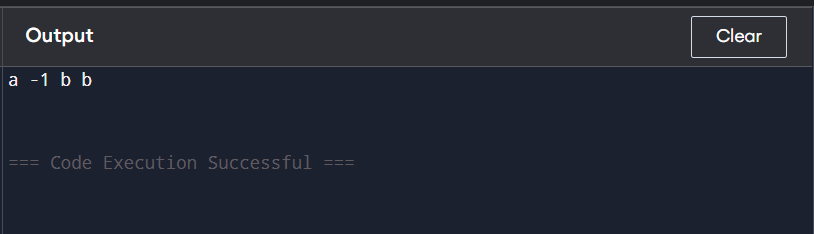 Output
Clear
a -1 b b
=== Code Execution Successful ===